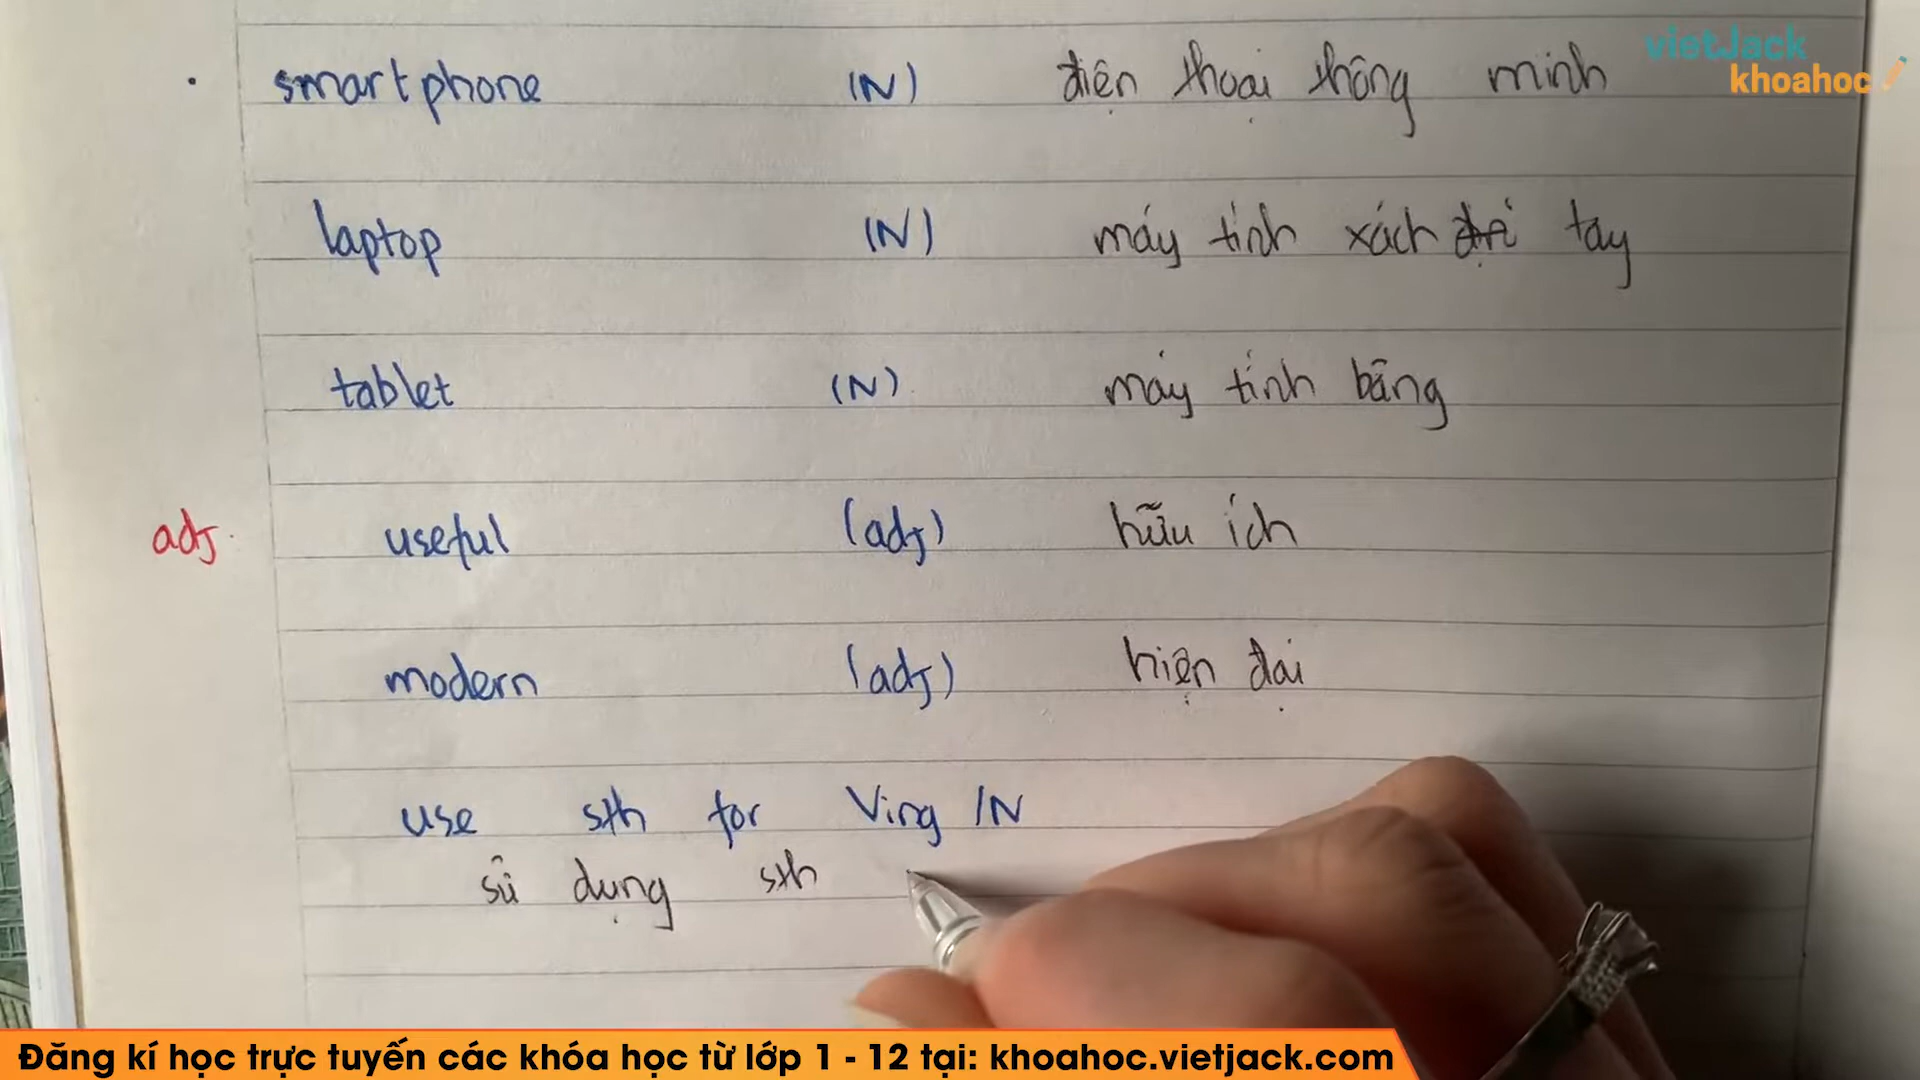 vietJack
khoahoc
. smartphone (N) điện thoại thông minh
laptop (N) máy tính xách tay
tablet (N) máy tính bảng
adj. useful (adj) hữu ích
modern (adj) hiện đại
use sth for Ving /N
sử dụng sth
Đăng kí học trực tuyến các khóa học từ lớp 1 - 12 tại: khoahoc.vietjack.com